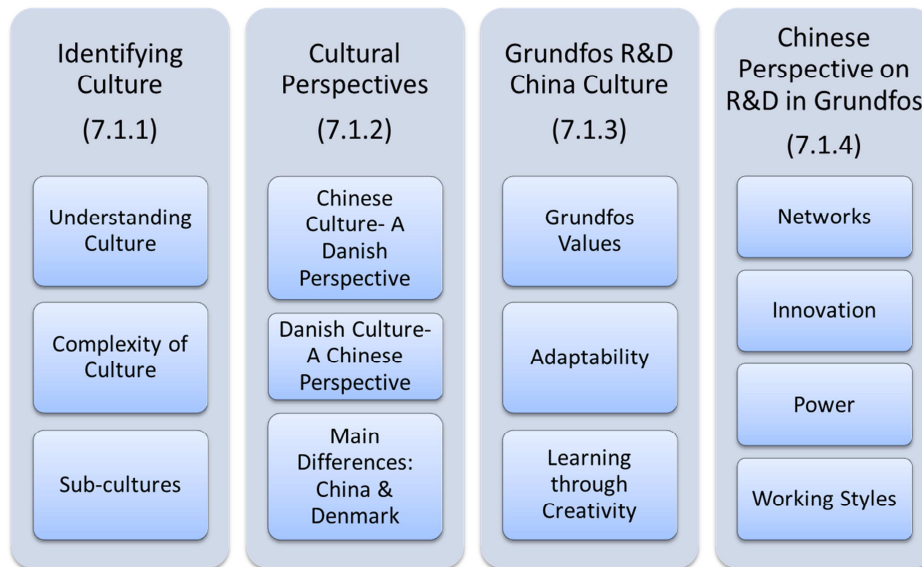 Identifying
Culture
(7.1.1)
Understanding
Culture
Complexity of
Culture
Sub-cultures
Cultural
Perspectives
(7.1.2)
Chinese
Culture- A
Danish
Perspective
Danish Culture-
A Chinese
Perspective
Main
Differences:
China &
Denmark
Grundfos R&D
China Culture
(7.1.3)
Grundfos
Values
Adaptability
Learning
through
Creativity
Chinese
Perspective on
R&D in Grundfos
(7.1.4)
Networks
Innovation
Power
Working Styles